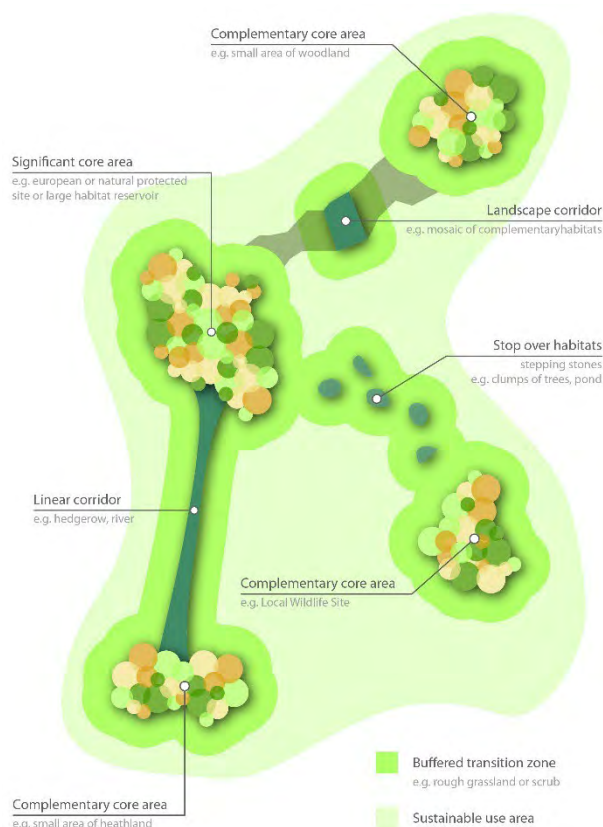 Complementary core area
e.g. small area of woodland
Significant core area
e.g. european or natural protected
site or large habitat reservoir
Landscape corridor
e.g. mosaic of complementaryhabitats
Stop over habitats
stepping stones
e.g. clumps of trees, pond
Linear corridor
e.g. hedgerow, river
Complementary core area
e.g. Local Wildlife Site
Buffered transition zone
e.g. rough grassland or scrub
Complementary core area
e.g. small area of heathland
Sustainable use area